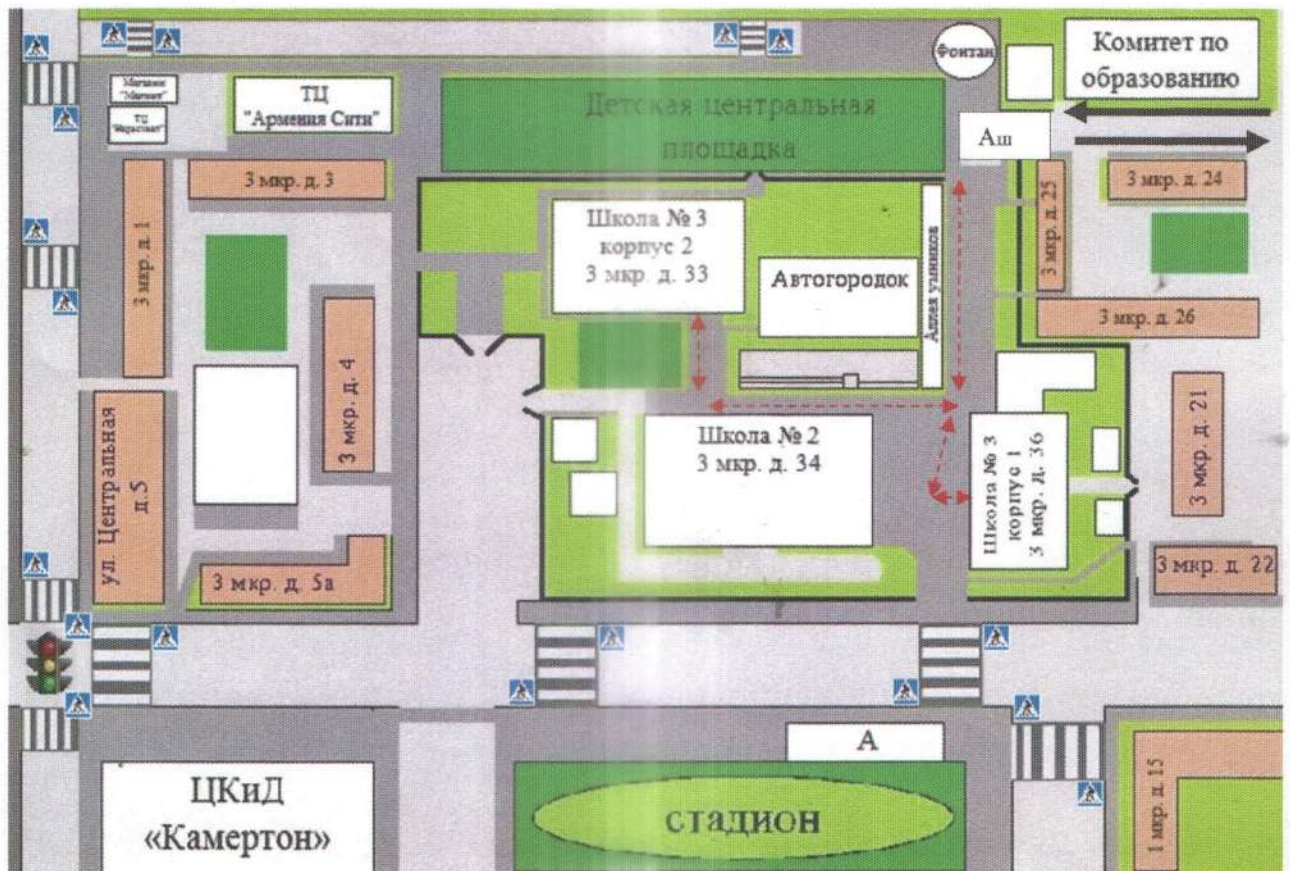 Фонтан
Комитет по
образованию
Магазин
"Магнит"
ТЦ
ТЦ
"Армения Сити"
Детская центральная
площадка
Аш
3 мкр. д. 3
3 мкр. д. 1
3 мкр. д. 4
ул. Центральная
д.5
3 мкр. д. 5а
Школа № 3
корпус 2
3 мкр. д. 33
Автогородок
Аллея умников
3 мкр. д. 25
3 мкр. д. 24
3 мкр. д. 26
Школа № 2
3 мкр. д. 34
Школа № 3
корпус 1
3 мкр. д. 36
3 мкр. д. 21
3 мкр. д. 22
ЦКиД
«Камертон»
А
СТАДИОН
1 мкр. д. 15